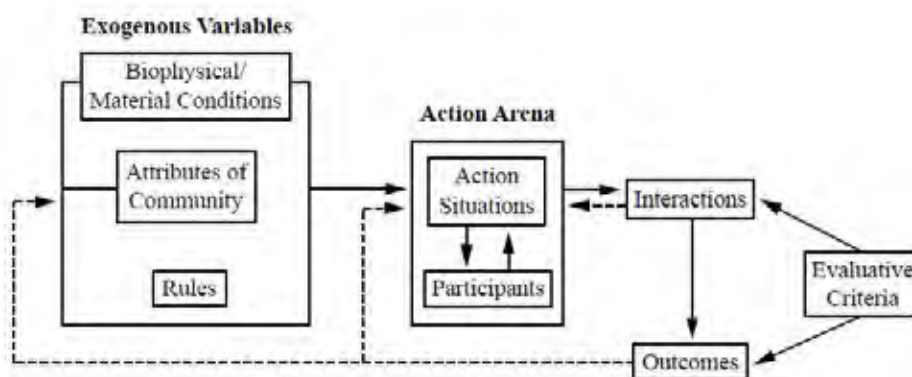 Exogenous Variables
Biophysical/
Material Conditions
Attributes of
Community
Rules
Action Arena
Action
Situations
Participants
Interactions
Outcomes
Evaluative
Criteria